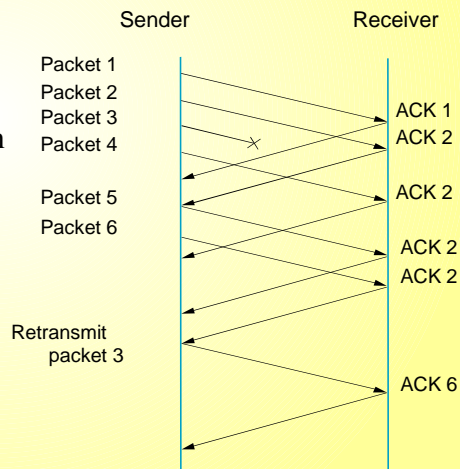 Sender
Receiver
Packet 1
Packet 2
Packet 3
Packet 4
Packet 5
Packet 6
Retransmit
packet 3
ACK 1
ACK 2
ACK 2
ACK 2
ACK 2
ACK 6